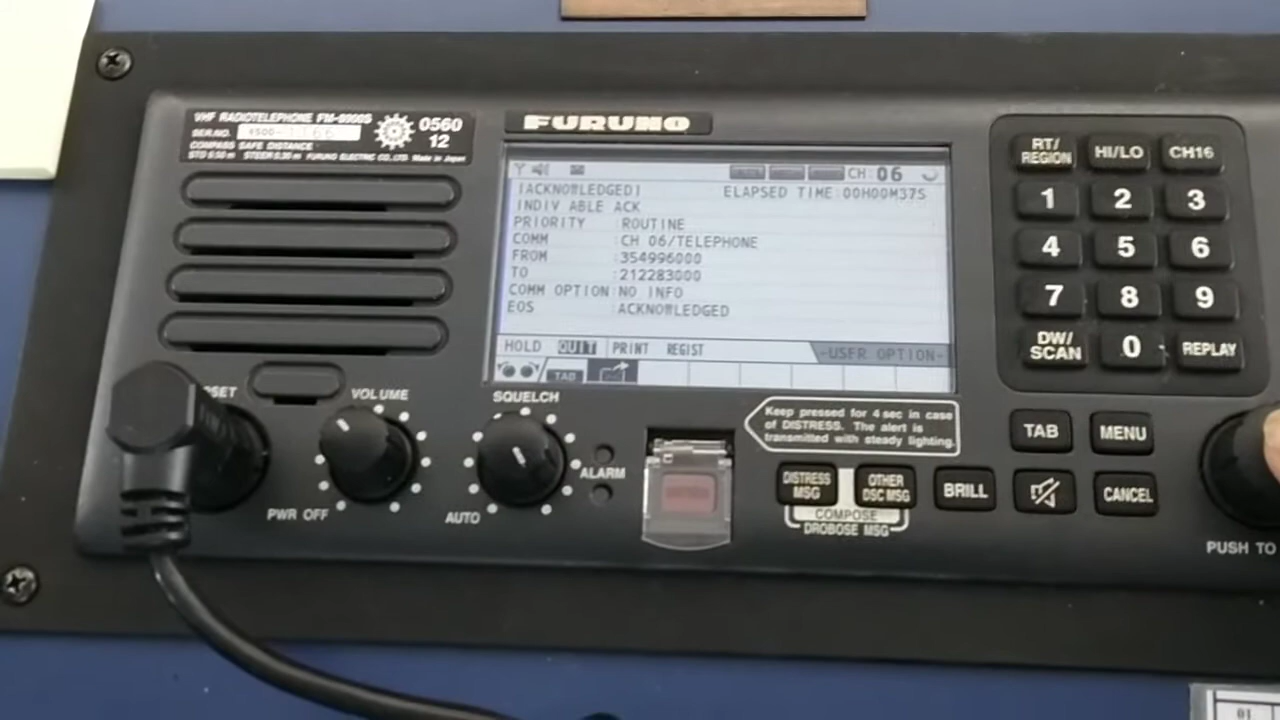 VHF RADIOTELEPHONE FM-8900S
SER.NO. 4500-1166
COMPASS SAFE DISTANCE
STD 0.50 m STEER 0.30 m FURUNO ELECTRIC CO.,LTD. Made in Japan
0560
12
FURUNO
CH:06
[ACKNOWLEDGED] ELAPSED TIME:00H00M37S
INDIV ABLE ACK
PRIORITY :ROUTINE
COMM :CH 06/TELEPHONE
FROM :354996000
TO :212283000
COMM OPTION:NO INFO
EOS :ACKNOWLEDGED
HOLD QUIT PRINT REGIST -USER OPTION-
TAB
RT/
REGION
HI/LO
CH16
1 2 3
4 5 6
7 8 9
DW/
SCAN
0
REPLAY
VOLUME
PWR OFF
SQUELCH
AUTO
ALARM
Keep pressed for 4 sec in case
of DISTRESS. The alert is
transmitted with steady lighting.
DISTRESS
MSG
OTHER
DSC MSG
COMPOSE
DROBOSE MSG
BRILL
TAB
MENU
CANCEL
PUSH TO
01